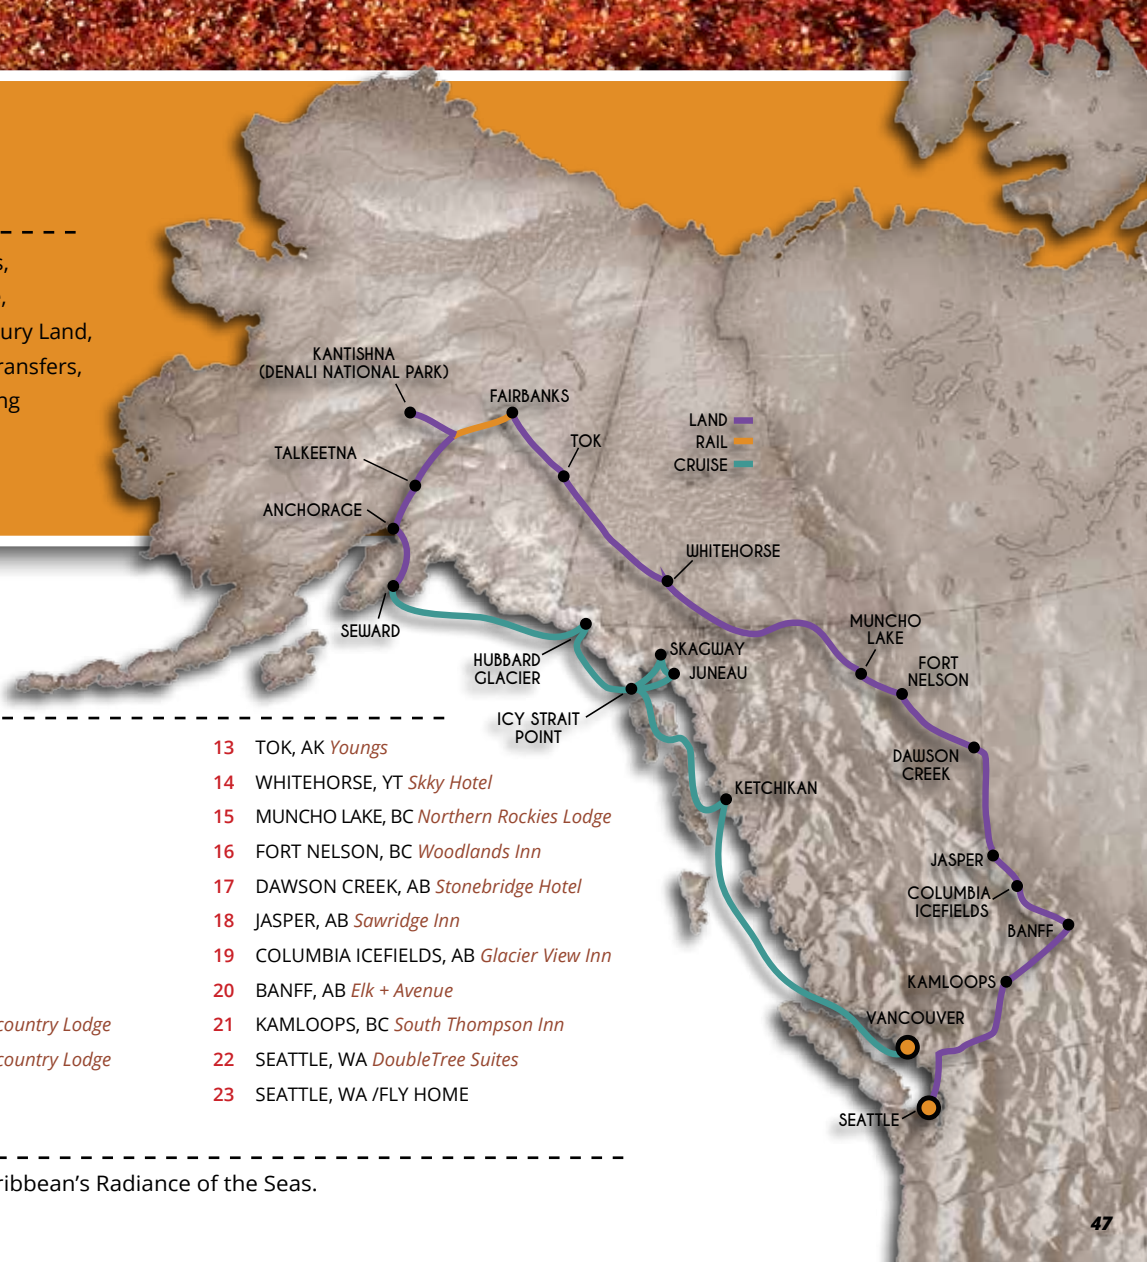 s,
,
ury Land,
ransfers,
ng
KANTISHNA
(DENALI NATIONAL PARK)
FAIRBANKS
LAND
RAIL
CRUISE
TOK
TALKEETNA
ANCHORAGE
WHITEHORSE
SEWARD
MUNCHO
LAKE
HUBBARD
GLACIER
SKAGWAY
JUNEAU
FORT
NELSON
ICY STRAIT
POINT
DAWSON
CREEK
KETCHIKAN
JASPER
COLUMBIA
ICEFIELDS
BANFF
KAMLOOPS
VANCOUVER
SEATTLE
country Lodge
country Lodge
13 TOK, AK Youngs
14 WHITEHORSE, YT Skky Hotel
15 MUNCHO LAKE, BC Northern Rockies Lodge
16 FORT NELSON, BC Woodlands Inn
17 DAWSON CREEK, AB Stonebridge Hotel
18 JASPER, AB Sawridge Inn
19 COLUMBIA ICEFIELDS, AB Glacier View Inn
20 BANFF, AB Elk + Avenue
21 KAMLOOPS, BC South Thompson Inn
22 SEATTLE, WA DoubleTree Suites
23 SEATTLE, WA /FLY HOME
ribbean’s Radiance of the Seas.
47